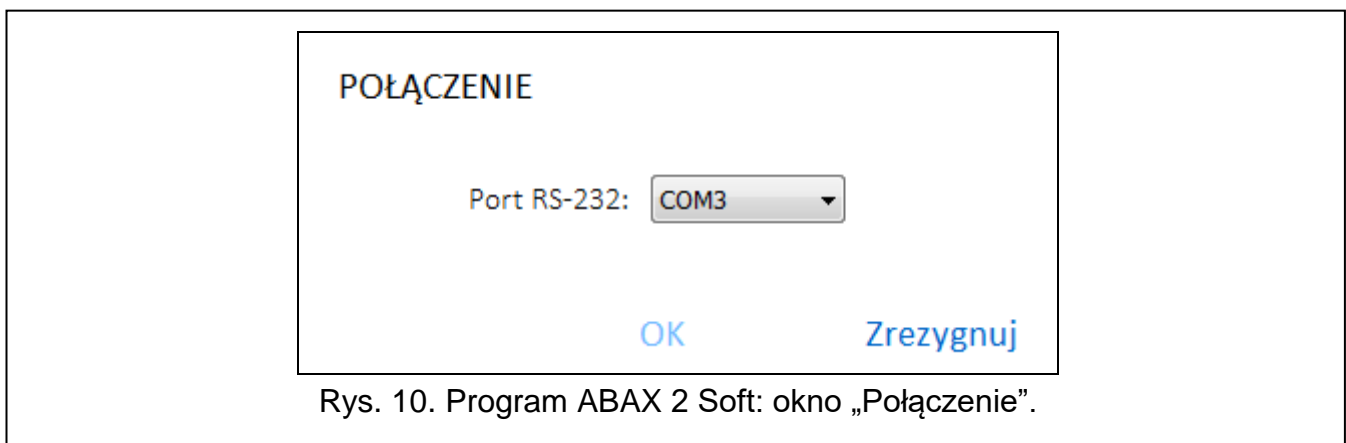 POŁĄCZENIE
Port RS-232: COM3
OK Zrezygnuj
Rys. 10. Program ABAX 2 Soft: okno „Połączenie”.